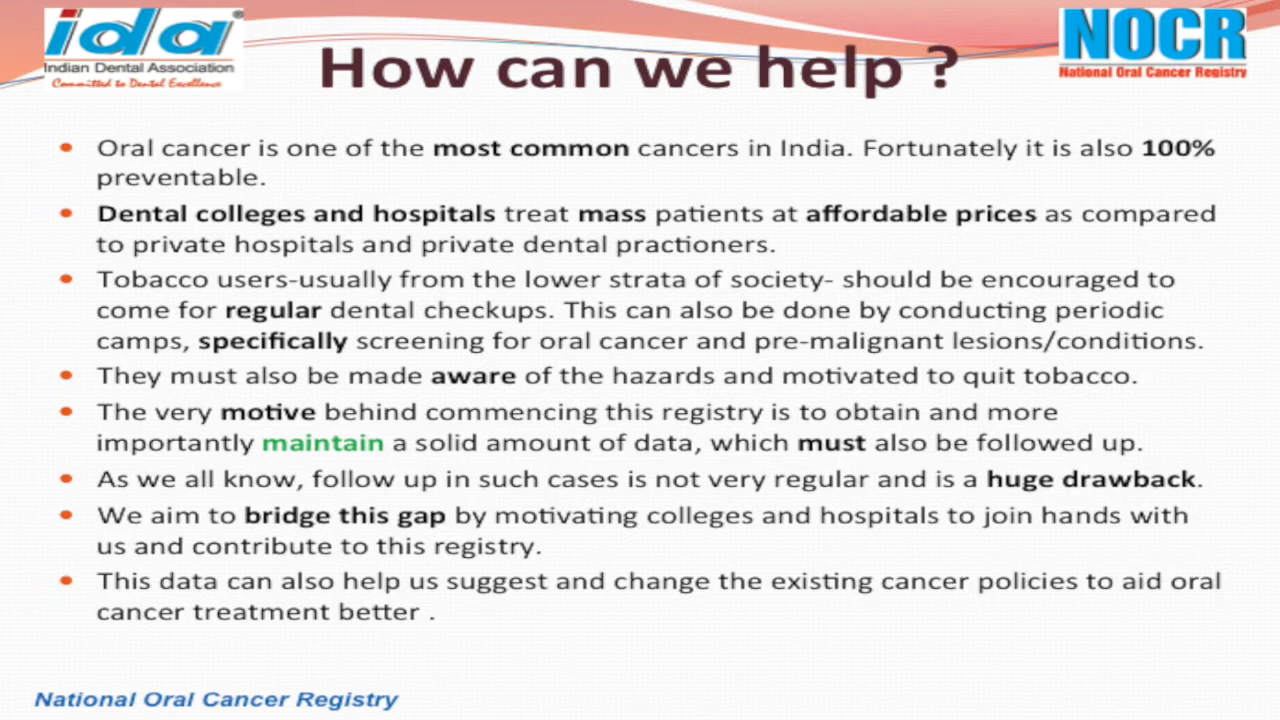 ida®
Indian Dental Association
Committed to Dental Excellence
NOCR
National Oral Cancer Registry
How can we help ?
• Oral cancer is one of the most common cancers in India. Fortunately it is also 100%
preventable.
• Dental colleges and hospitals treat mass patients at affordable prices as compared
to private hospitals and private dental practioners.
• Tobacco users-usually from the lower strata of society- should be encouraged to
come for regular dental checkups. This can also be done by conducting periodic
camps, specifically screening for oral cancer and pre-malignant lesions/conditions.
• They must also be made aware of the hazards and motivated to quit tobacco.
• The very motive behind commencing this registry is to obtain and more
importantly maintain a solid amount of data, which must also be followed up.
• As we all know, follow up in such cases is not very regular and is a huge drawback.
• We aim to bridge this gap by motivating colleges and hospitals to join hands with
us and contribute to this registry.
• This data can also help us suggest and change the existing cancer policies to aid oral
cancer treatment better .
National Oral Cancer Registry